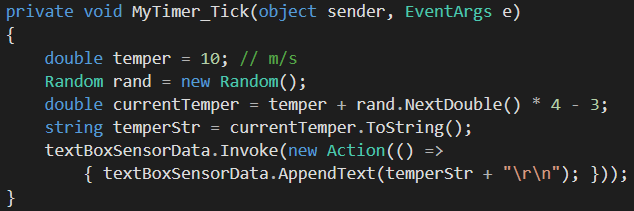 private void MyTimer_Tick(object sender, EventArgs e)
{
    double temper = 10; // m/s
    Random rand = new Random();
    double currentTemper = temper + rand.NextDouble() * 4 - 3;
    string temperStr = currentTemper.ToString();
    textBoxSensorData.Invoke(new Action(() =>
        { textBoxSensorData.AppendText(temperStr + "\r\n"); }));
}